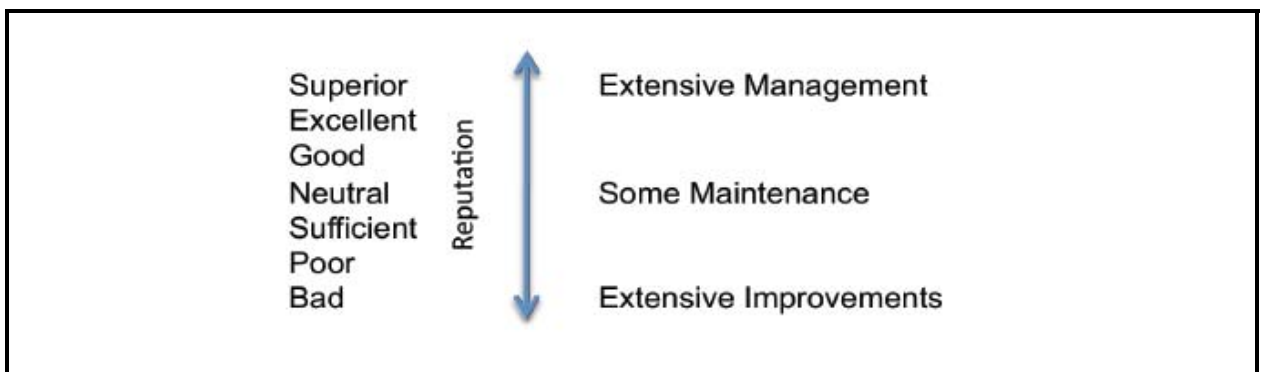 Superior
Excellent
Good
Neutral
Sufficient
Poor
Bad
Reputation
Extensive Management
Some Maintenance
Extensive Improvements